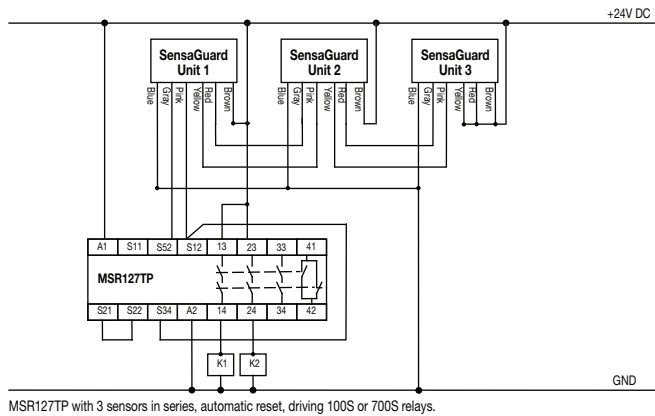 +24V DC
SensaGuard
Unit 1
SensaGuard
Unit 2
SensaGuard
Unit 3
Blue
Gray
Pink
Yellow
Red
Brown
Blue
Gray
Pink
Yellow
Red
Brown
Blue
Gray
Pink
Yellow
Red
Brown
A1 S11 S52 S12 13 23 33 41
MSR127TP
S21 S22 S34 A2 14 24 34 42
K1 K2
GND
MSR127TP with 3 sensors in series, automatic reset, driving 100S or 700S relays.